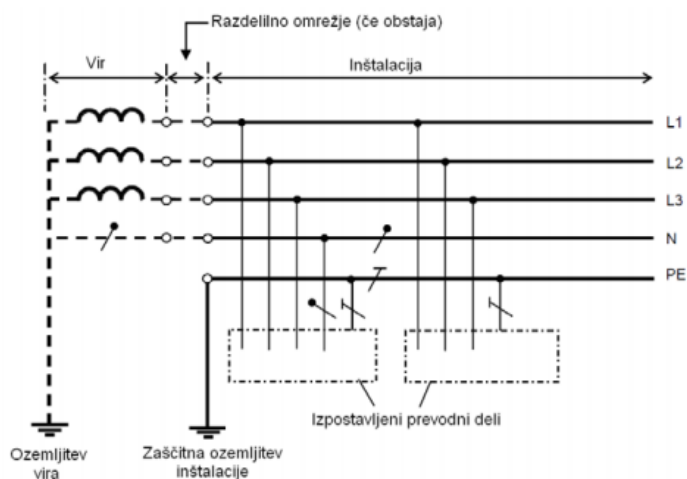 Razdelilno omrežje (če obstaja)
Vir
Inštalacija
L1
L2
L3
N
PE
Izpostavljeni prevodni deli
Ozemljitev
vira
Zaščitna ozemljitev
inštalacije